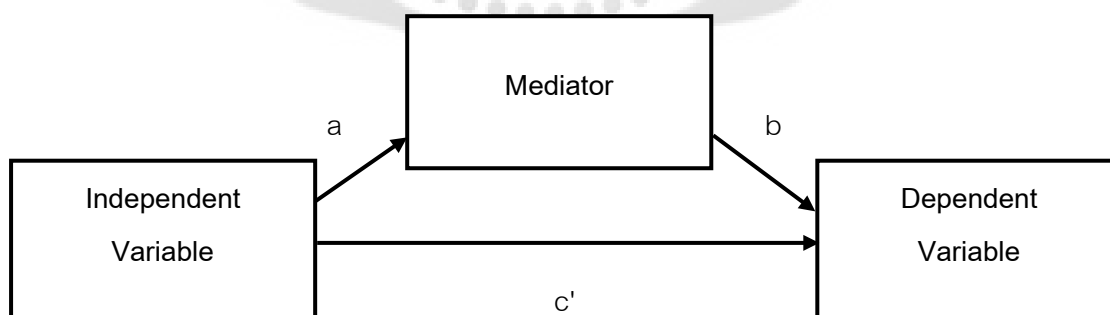 Mediator
a
b
Independent
Variable
Dependent
Variable
c'